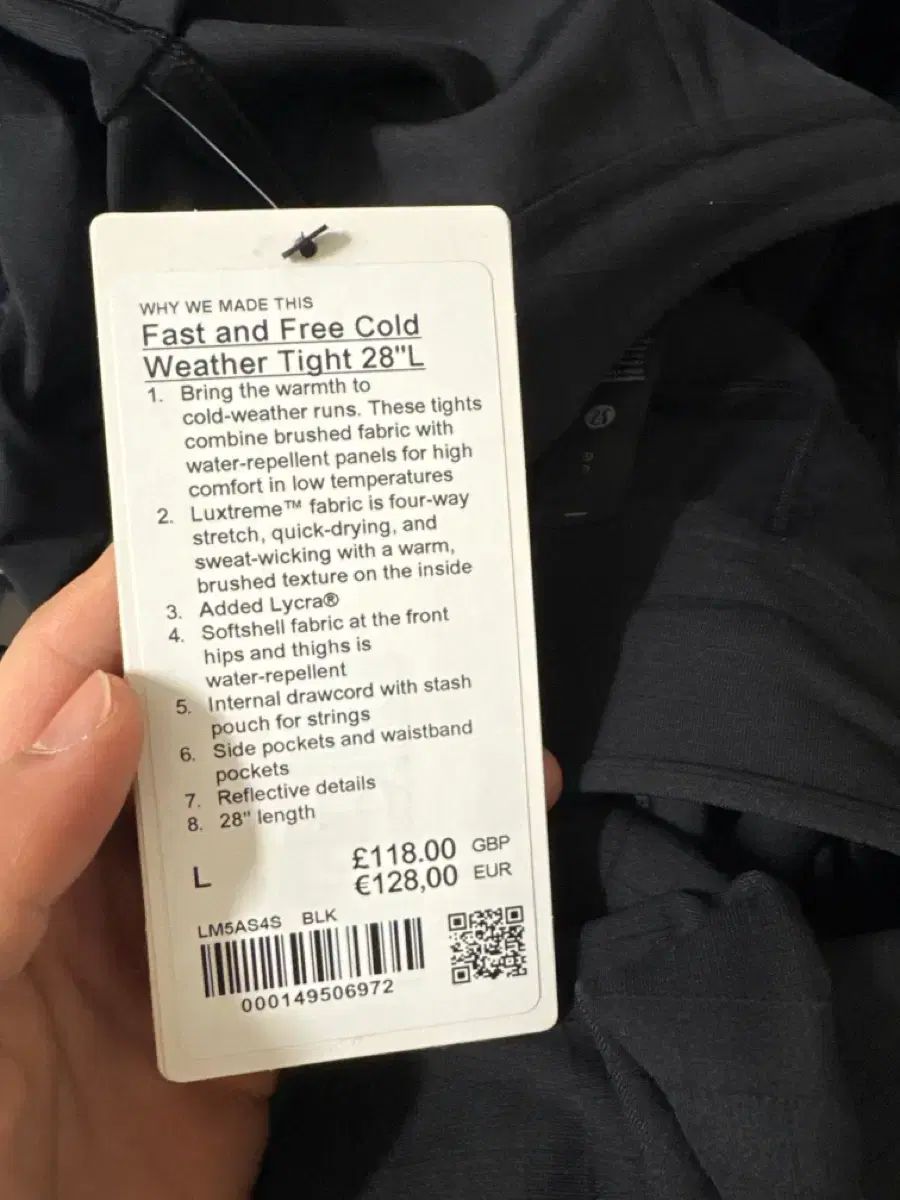 WHY WE MADE THIS
Fast and Free Cold
Weather Tight 28"L
1. Bring the warmth to
cold-weather runs. These tights
combine brushed fabric with
water-repellent panels for high
comfort in low temperatures
2. Luxtreme™ fabric is four-way
stretch, quick-drying, and
sweat-wicking with a warm,
brushed texture on the inside
3. Added Lycra®
4. Softshell fabric at the front
hips and thighs is
water-repellent
5. Internal drawcord with stash
pouch for strings
6. Side pockets and waistband
pockets
7. Reflective details
8. 28" length
L
£118.00 GBP
€128,00 EUR
LM5AS4S BLK
000149506972